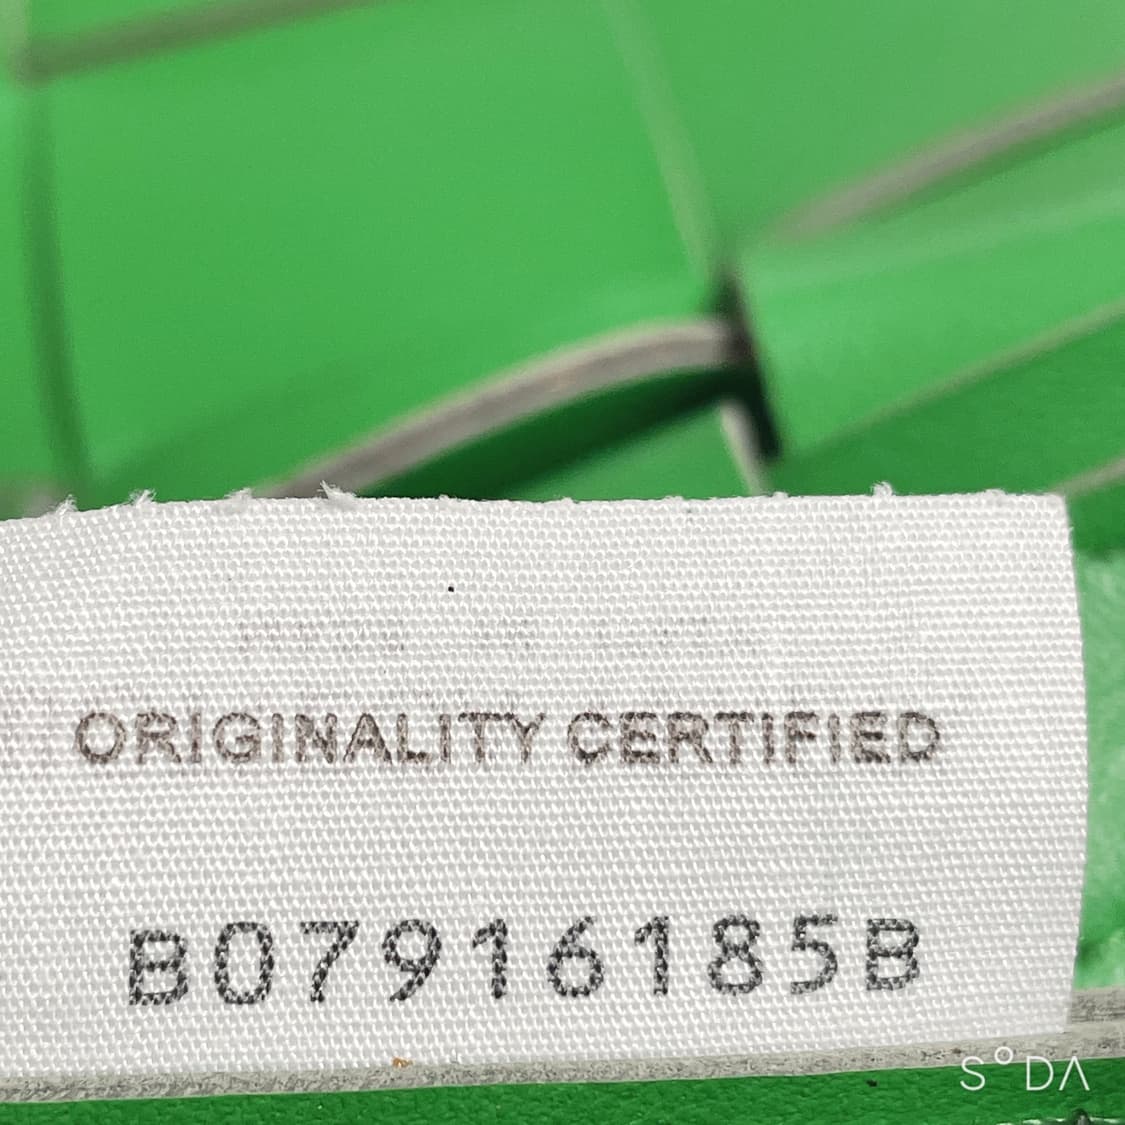 ORIGINALITY CERTIFIED
B07916185B
S°DA